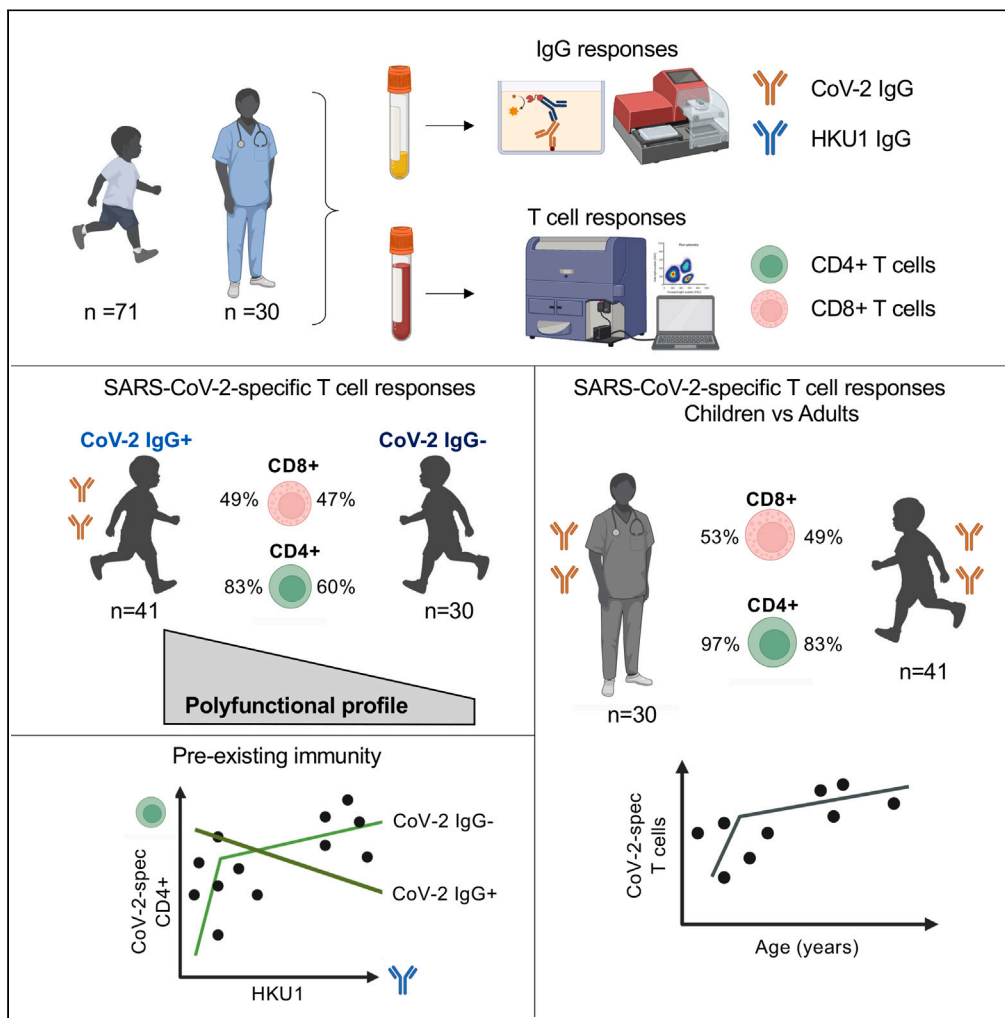 IgG responses
CoV-2 IgG
HKU1 IgG
n =71
n =30
T cell responses
CD4+ T cells
CD8+ T cells
SARS-CoV-2-specific T cell responses
CoV-2 IgG+
CoV-2 IgG-
CD8+
49%
47%
CD4+
83%
60%
n=41
n=30
Polyfunctional profile
SARS-CoV-2-specific T cell responses
Children vs Adults
CD8+
53%
49%
CD4+
97%
83%
n=41
n=30
Pre-existing immunity
CoV-2-spec
CD4+
CoV-2 IgG-
CoV-2 IgG+
HKU1
CoV-2-spec
T cells
Age (years)